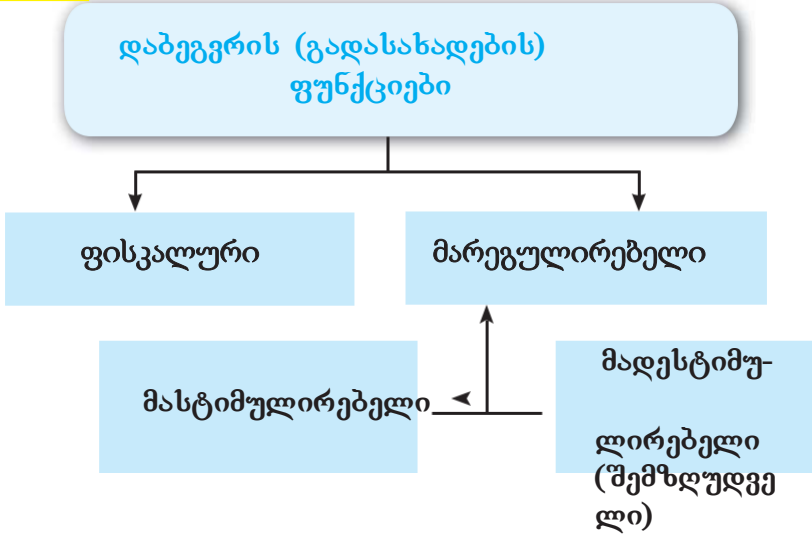 დაბეგვრის (გადასახადების)
ფუნქციები
ფისკალური
მარეგულირებელი
მასტიმულირებელი
მადესტიმუ-
ლირებელი
(შემზღუდვე
ლი)